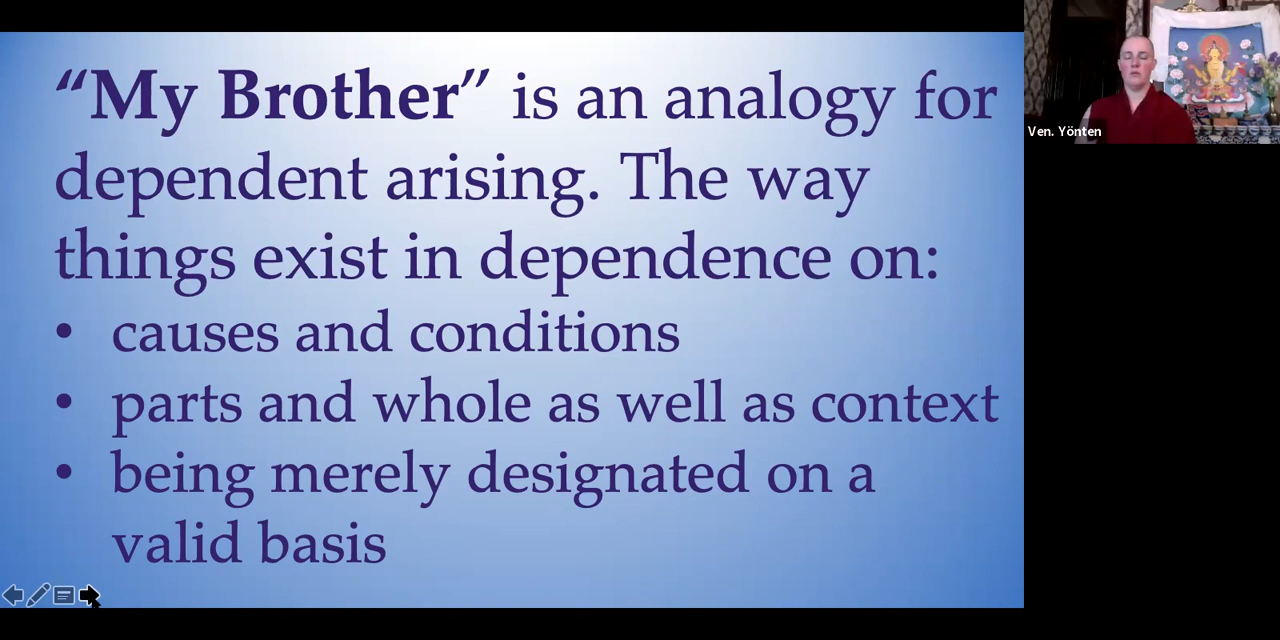 “My Brother” is an analogy for
dependent arising. The way
things exist in dependence on:
• causes and conditions
• parts and whole as well as context
• being merely designated on a
valid basis
Ven. Yönten